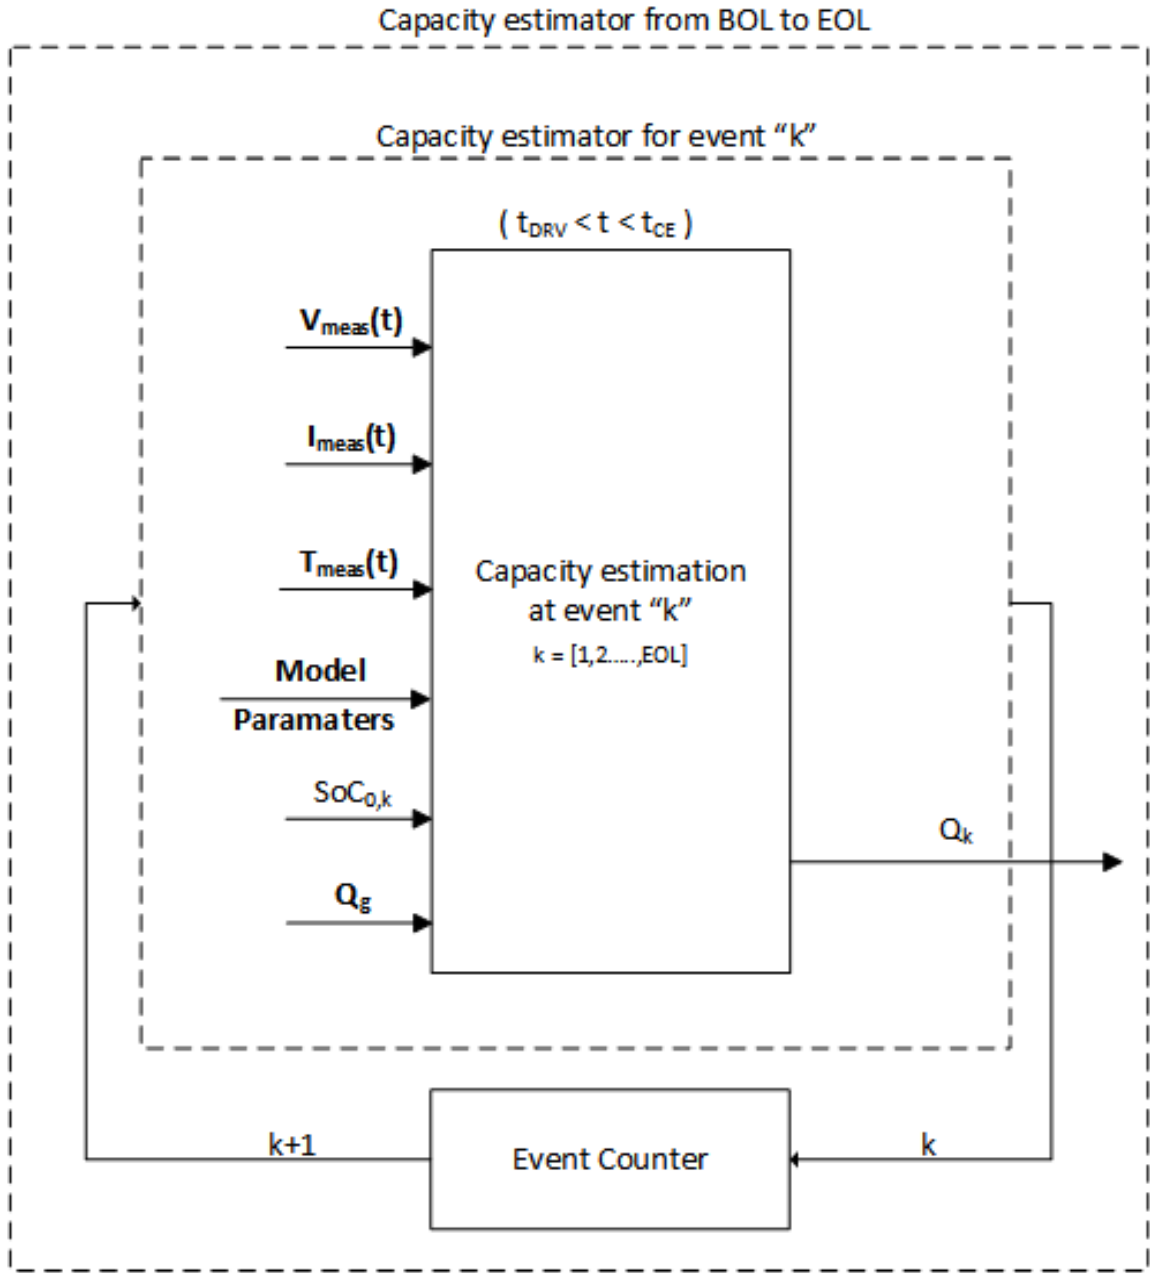 Capacity estimator from BOL to EOL
Capacity estimator for event “k”
( tDRV < t < tCE )
Vmeas(t)
Imeas(t)
Tmeas(t)
Model
Paramaters
SoC0,k
Qg
Capacity estimation
at event “k”
k = [1,2.....,EOL]
Qk
k+1
Event Counter
k